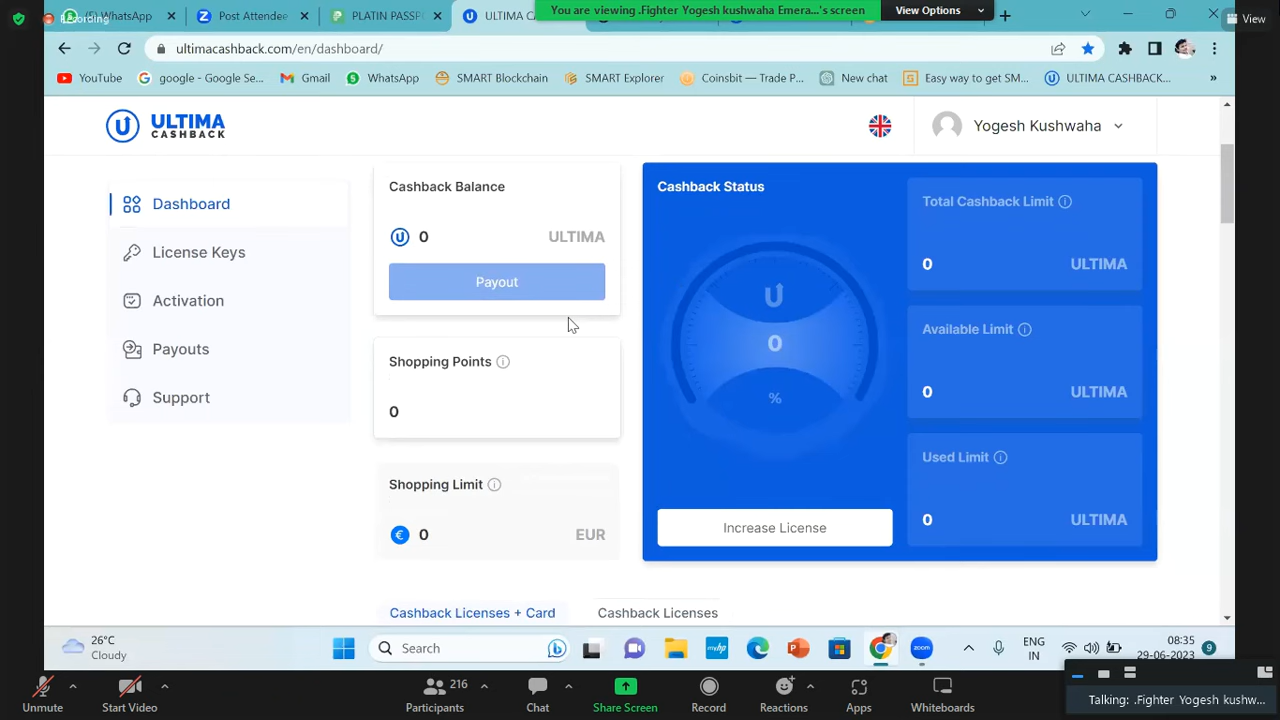 You are viewing .Fighter Yogesh kushwaha Emera...'s screen
View Options
View
Recording
WhatsApp
Post Attendee
PLATIN PASSP
ULTIMA CA
ultimacashback.com/en/dashboard/
YouTube
google - Google Se...
Gmail
WhatsApp
SMART Blockchain
SMART Explorer
Coinsbit — Trade P...
New chat
Easy way to get SM...
ULTIMA CASHBACK...
»
ULTIMA
CASHBACK
Yogesh Kushwaha
Dashboard
License Keys
Activation
Payouts
Support
Cashback Balance
0 ULTIMA
Payout
Shopping Points
0
Shopping Limit
€ 0 EUR
Cashback Status
0
%
Increase License
Total Cashback Limit
0 ULTIMA
Available Limit
0 ULTIMA
Used Limit
0 ULTIMA
Cashback Licenses + Card
Cashback Licenses
26°C
Cloudy
Search
myhp
zoom
ENG
IN
08:35
29-06-2023
9
Talking: .Fighter Yogesh kushw...
Unmute
Start Video
216
Participants
Chat
Share Screen
Record
Reactions
Apps
Whiteboards